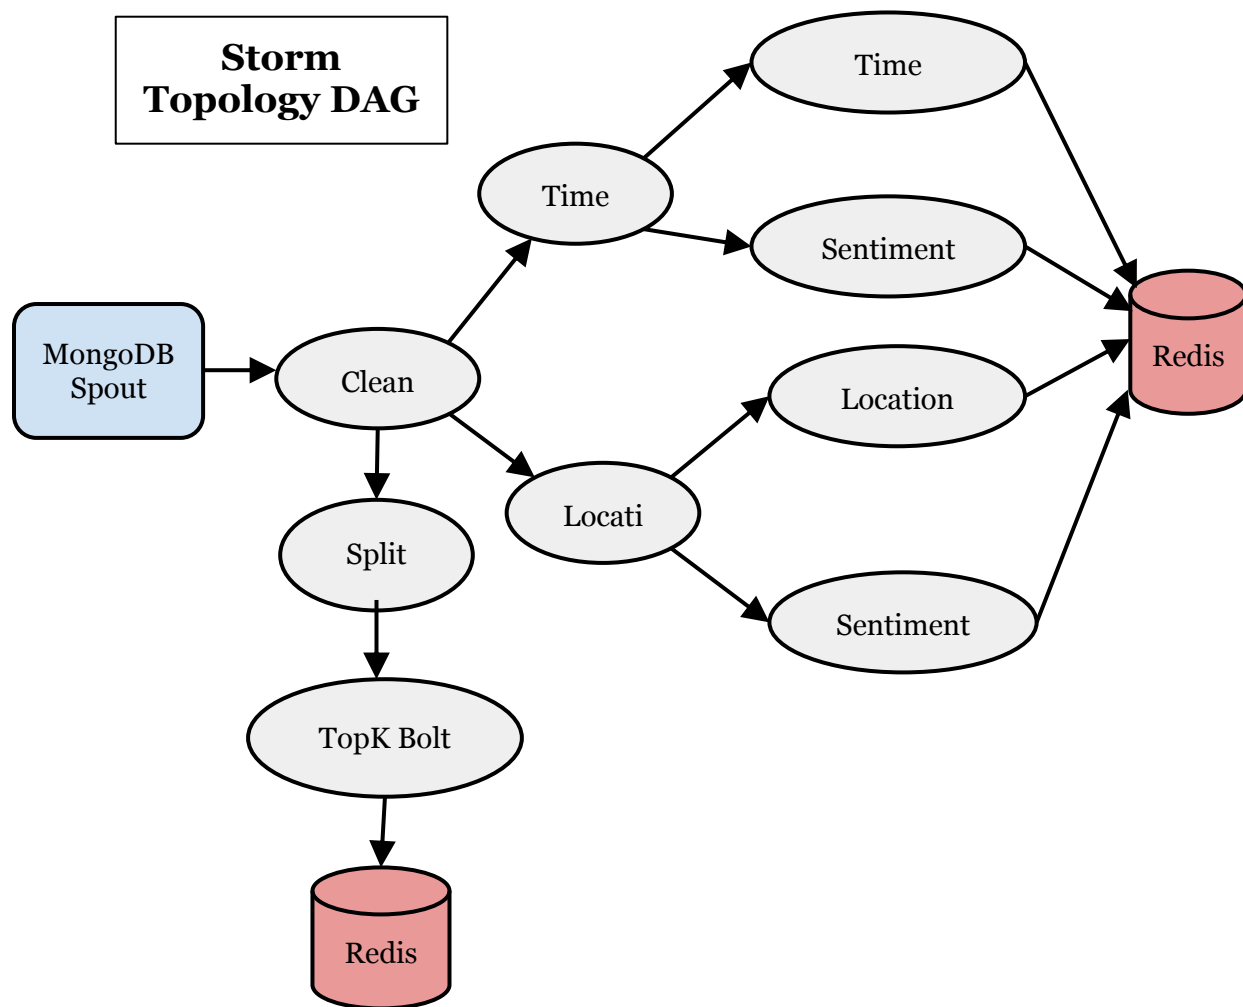 Storm
Topology DAG
Time
Time
Sentiment
MongoDB
Spout
Clean
Redis
Location
Locati
Split
Sentiment
TopK Bolt
Redis